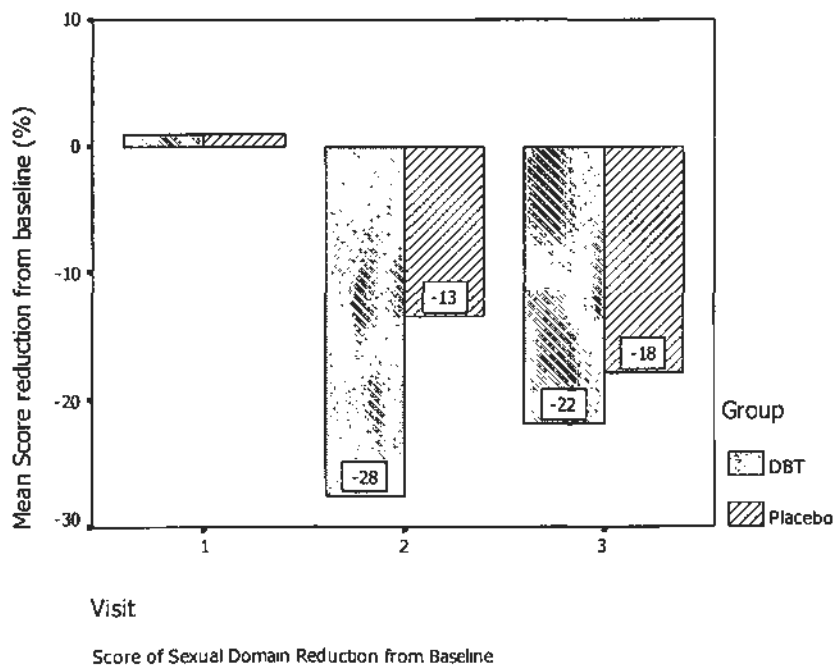 Mean Score reduction from baseline (%)
10
0
-10
-20
-30
-28
-13
-22
-18
1
2
3
Group
DBT
Placebo
Visit
Score of Sexual Domain Reduction from Baseline